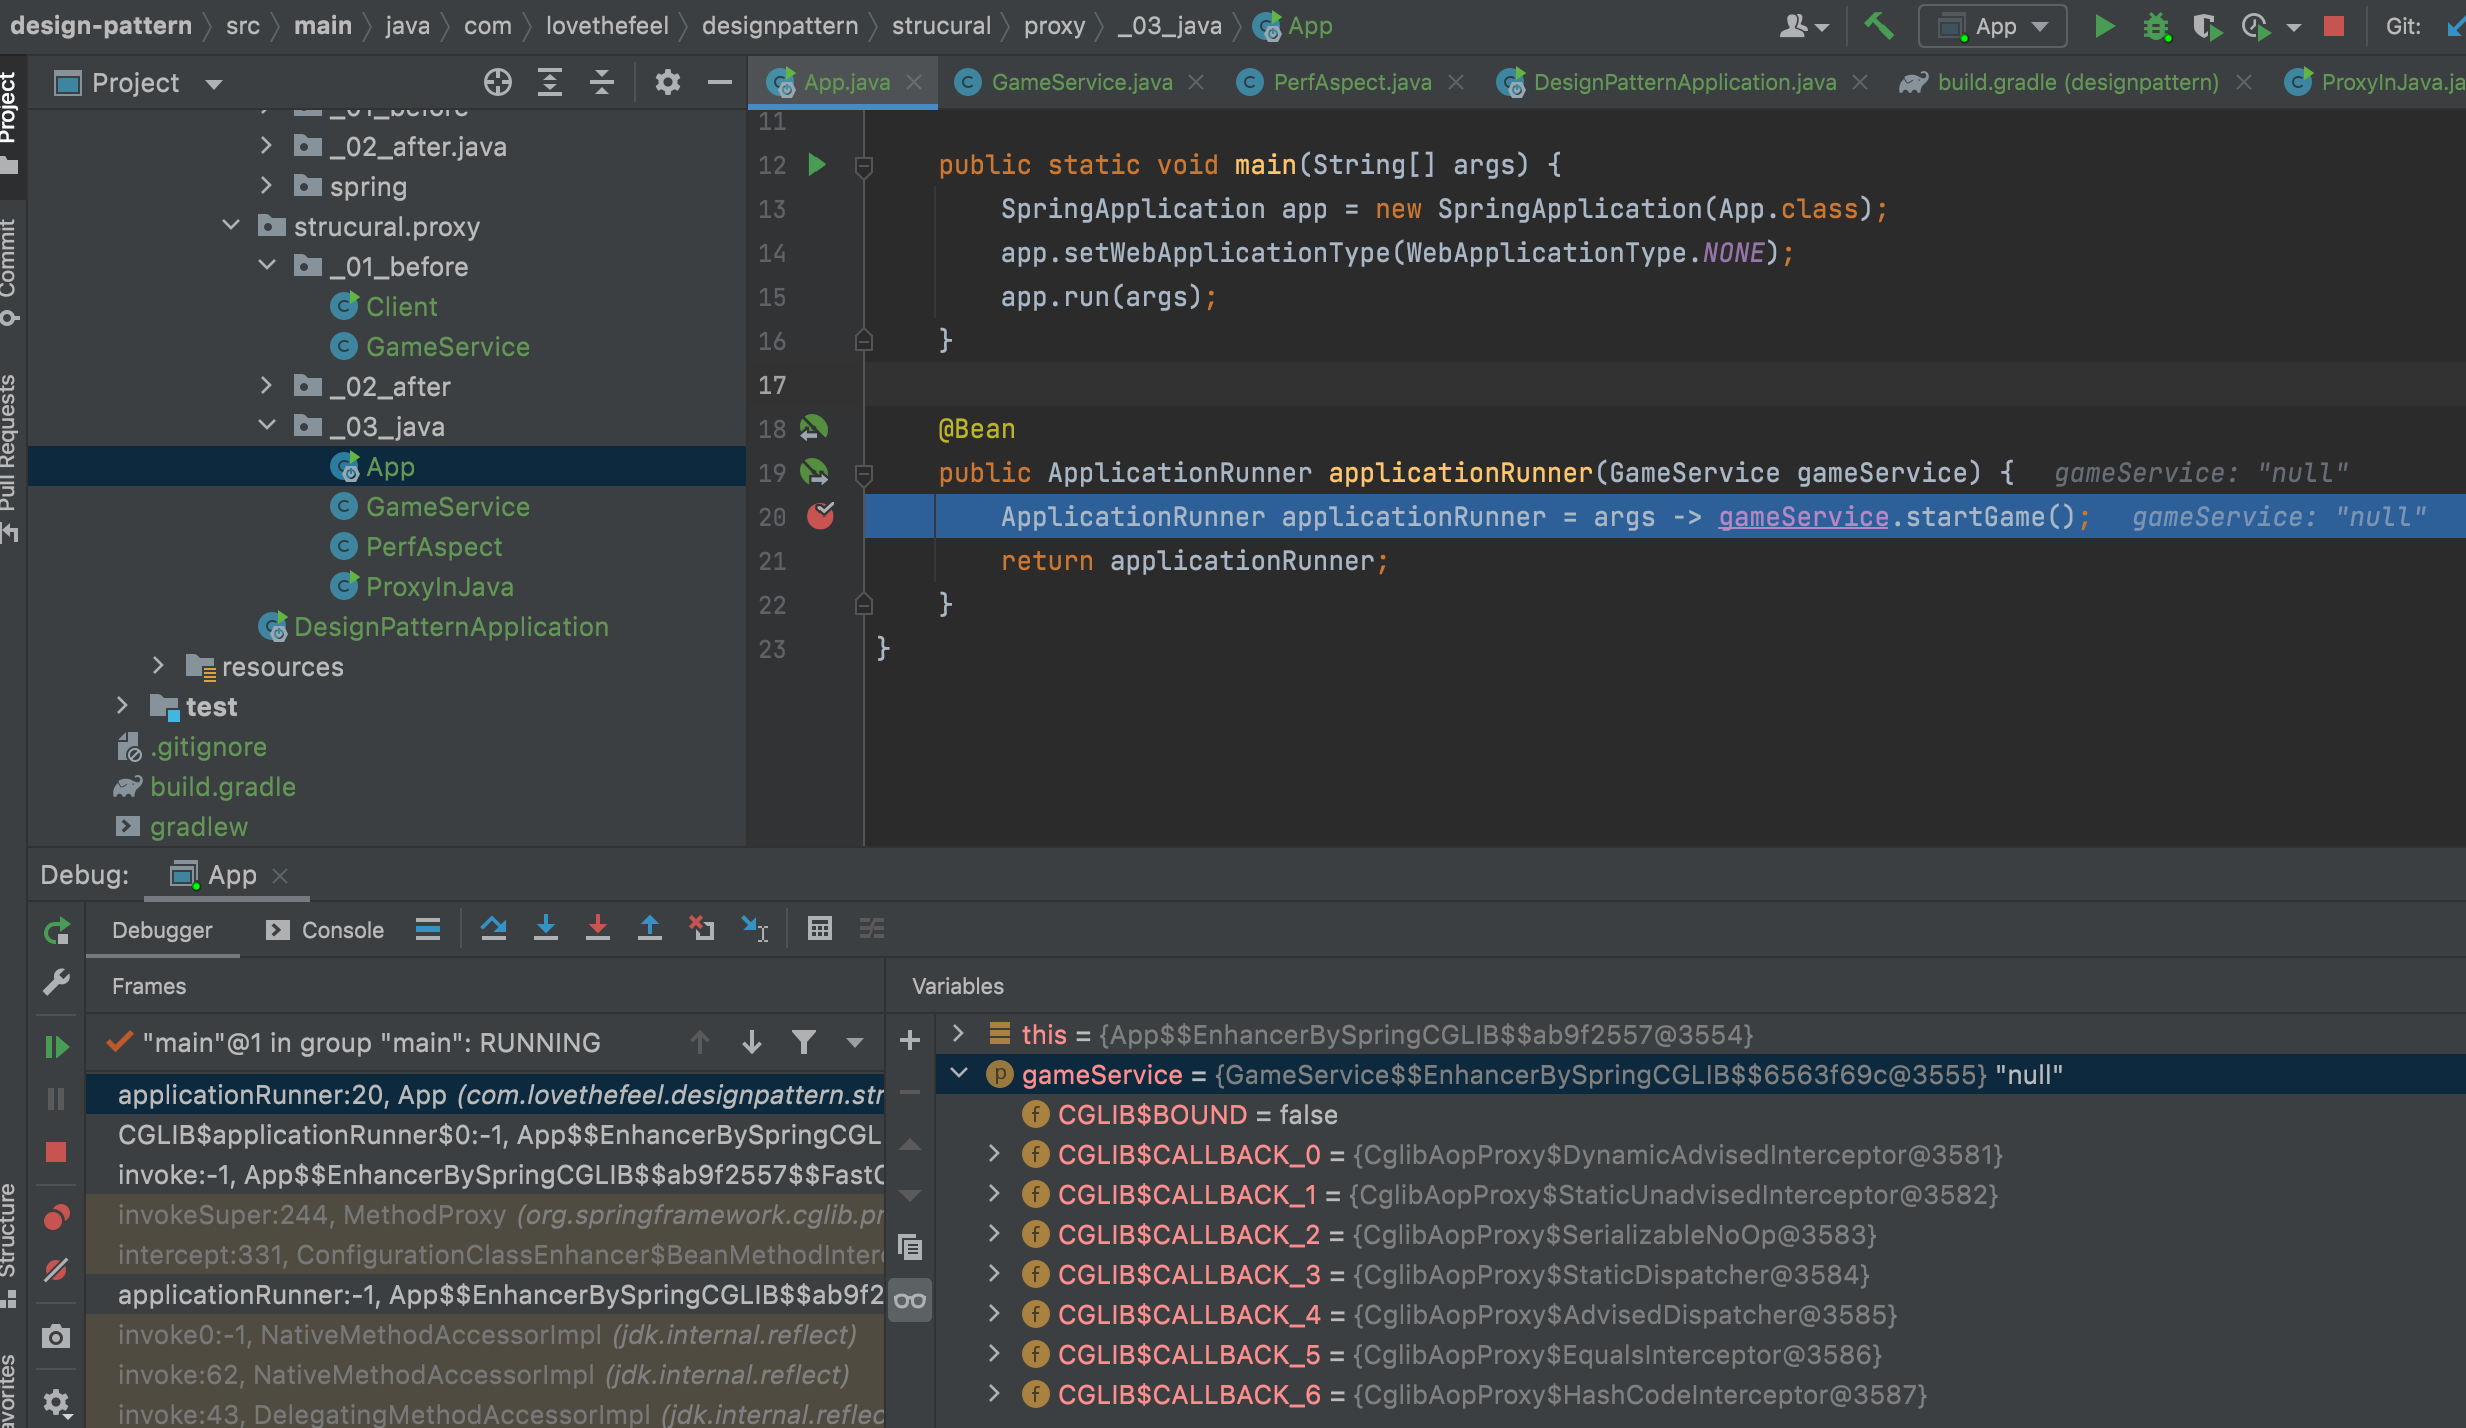 design-pattern src main java com lovethefeel designpattern strucural proxy _03_java App App Git:
Project
App.java GameService.java PerfAspect.java DesignPatternApplication.java build.gradle (designpattern) ProxyInJava.ja
Project
Commit
Pull Requests
Structure
_01_before
_02_after.java
spring
strucural.proxy
_01_before
Client
GameService
_02_after
_03_java
App
GameService
PerfAspect
ProxyInJava
DesignPatternApplication
resources
test
.gitignore
build.gradle
gradlew
11
12 public static void main(String[] args) {
13 SpringApplication app = new SpringApplication(App.class);
14 app.setWebApplicationType(WebApplicationType.NONE);
15 app.run(args);
16 }
17
18 @Bean
19 public ApplicationRunner applicationRunner(GameService gameService) { gameService: "null"
20 ApplicationRunner applicationRunner = args -> gameService.startGame(); gameService: "null"
21 return applicationRunner;
22 }
23 }
Debug: App
Debugger Console
Frames
"main"@1 in group "main": RUNNING
applicationRunner:20, App (com.lovethefeel.designpattern.str
CGLIB$applicationRunner$0:-1, App$$EnhancerBySpringCGL
invoke:-1, App$$EnhancerBySpringCGLIB$$ab9f2557$$FastC
invokeSuper:244, MethodProxy (org.springframework.cglib.pr
intercept:331, ConfigurationClassEnhancer$BeanMethodInterc
applicationRunner:-1, App$$EnhancerBySpringCGLIB$$ab9f2
invoke0:-1, NativeMethodAccessorImpl (jdk.internal.reflect)
invoke:62, NativeMethodAccessorImpl (jdk.internal.reflect)
invoke:43, DelegatingMethodAccessorImpl (jdk.internal.reflec
Variables
this = {App$$EnhancerBySpringCGLIB$$ab9f2557@3554}
gameService = {GameService$$EnhancerBySpringCGLIB$$6563f69c@3555} "null"
CGLIB$BOUND = false
CGLIB$CALLBACK_0 = {CglibAopProxy$DynamicAdvisedInterceptor@3581}
CGLIB$CALLBACK_1 = {CglibAopProxy$StaticUnadvisedInterceptor@3582}
CGLIB$CALLBACK_2 = {CglibAopProxy$SerializableNoOp@3583}
CGLIB$CALLBACK_3 = {CglibAopProxy$StaticDispatcher@3584}
CGLIB$CALLBACK_4 = {CglibAopProxy$AdvisedDispatcher@3585}
CGLIB$CALLBACK_5 = {CglibAopProxy$EqualsInterceptor@3586}
CGLIB$CALLBACK_6 = {CglibAopProxy$HashCodeInterceptor@3587}